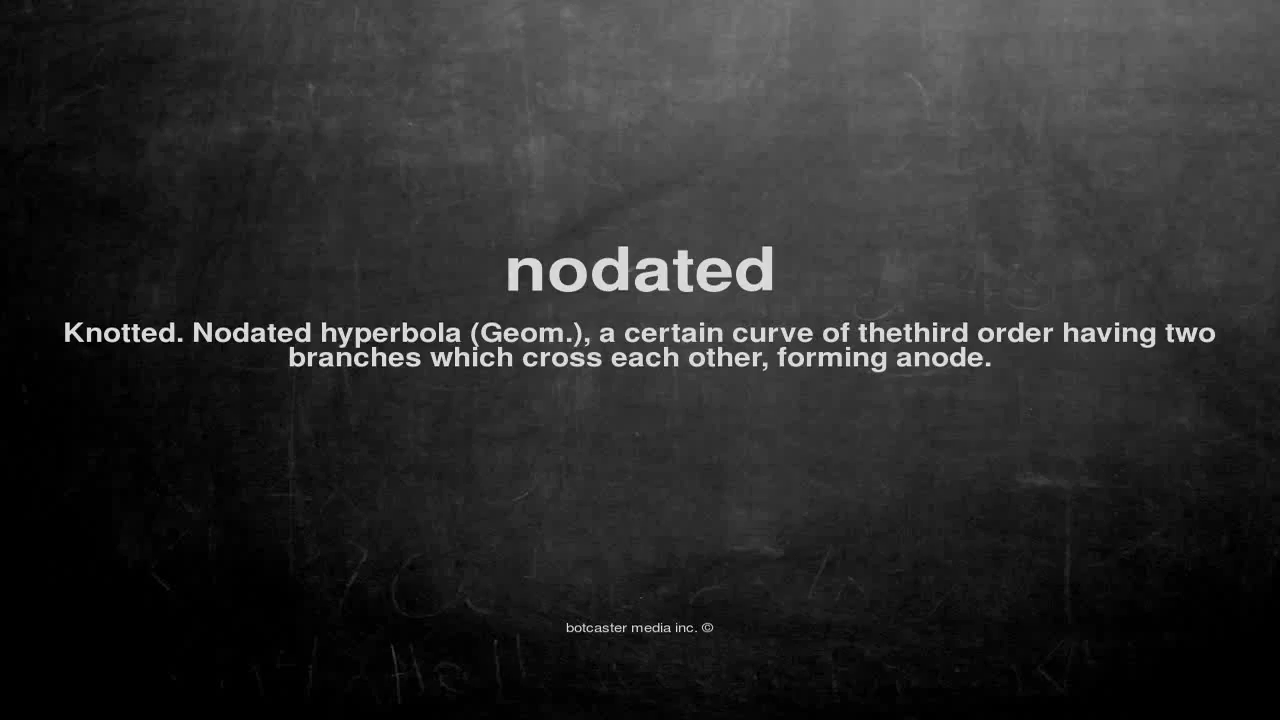 nodated
Knotted. Nodated hyperbola (Geom.), a certain curve of thethird order having two
branches which cross each other, forming anode.
botcaster media inc. ©